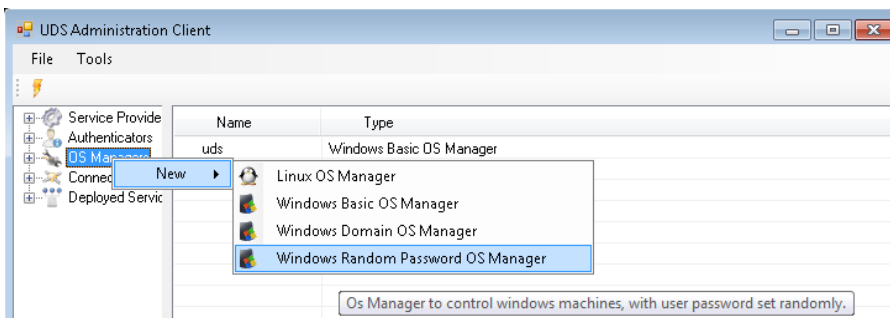 UDS Administration Client
File Tools
Service Provide
Authenticators
OS Managers
Connec
Deployed Servic
Name Type
uds Windows Basic OS Manager
New
Linux OS Manager
Windows Basic OS Manager
Windows Domain OS Manager
Windows Random Password OS Manager
Os Manager to control windows machines, with user password set randomly.